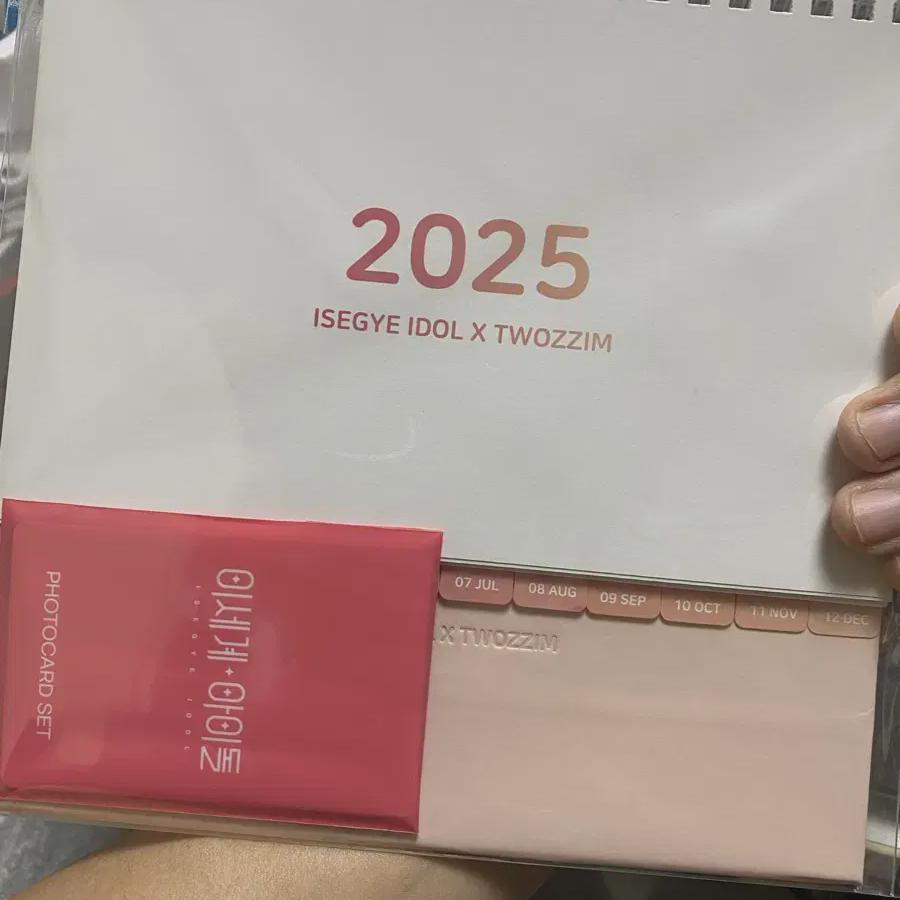 2025
ISEGYE IDOL X TWOZZIM
07 JUL
08 AUG
09 SEP
10 OCT
11 NOV
12 DEC
X TWOZZIM
이세계아이돌
ISEGYE IDOL
PHOTOCARD SET